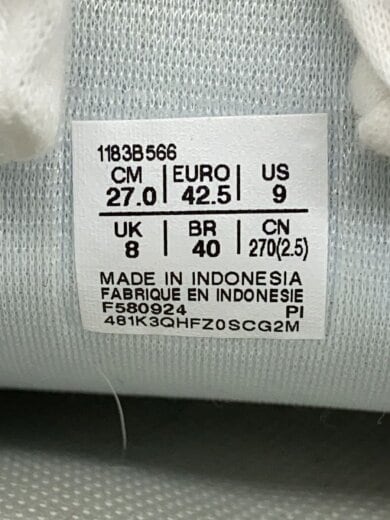 1183B566
CM | EURO | US
27.0 | 42.5 | 9
UK | BR | CN
8 | 40 | 270(2.5)
MADE IN INDONESIA
FABRIQUE EN INDONESIE
F580924 PI
481K3QHFZ0SCG2M